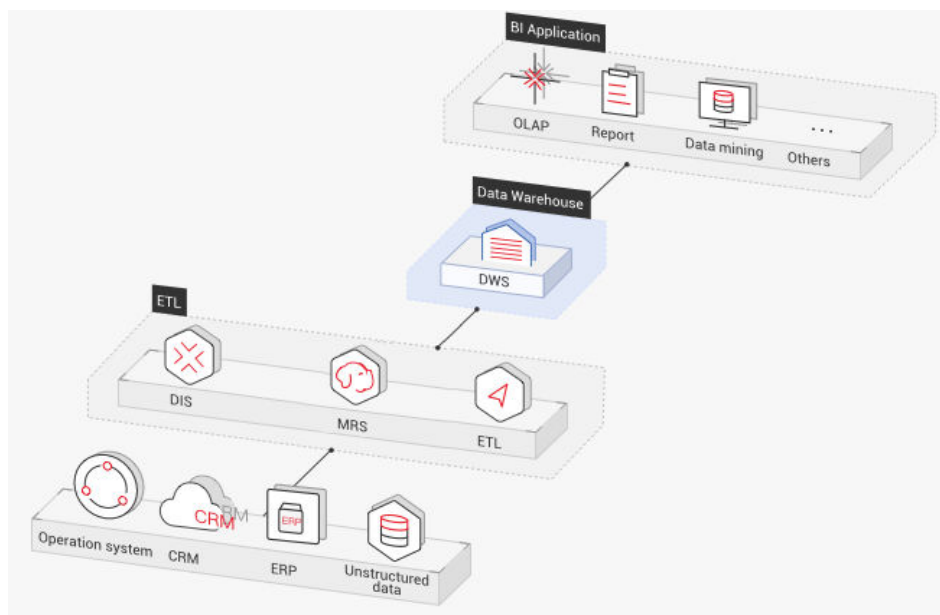 BI Application
OLAP
Report
Data mining
...
Others
Data Warehouse
DWS
ETL
DIS
MRS
ETL
CRM
RM
ERP
Operation system
CRM
ERP
Unstructured
data